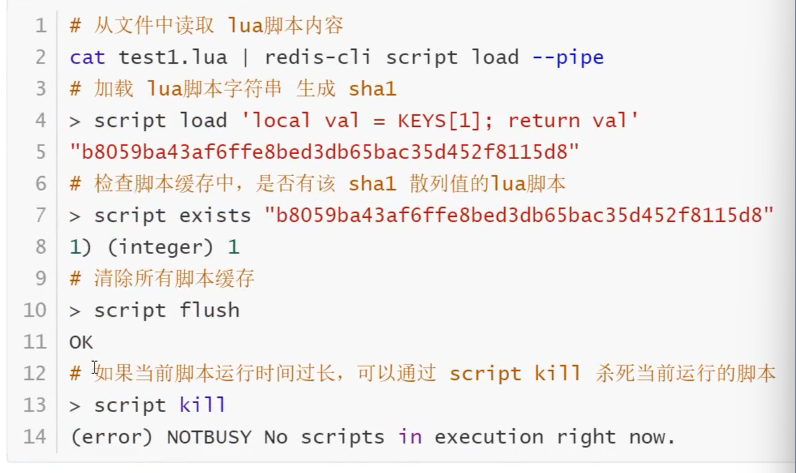 1 # 从文件中读取 lua脚本内容
2 cat test1.lua | redis-cli script load --pipe
3 # 加载 lua脚本字符串 生成 sha1
4 > script load 'local val = KEYS[1]; return val'
5 "b8059ba43af6ffe8bed3db65bac35d452f8115d8"
6 # 检查脚本缓存中，是否有该 sha1 散列值的lua脚本
7 > script exists "b8059ba43af6ffe8bed3db65bac35d452f8115d8"
8 1) (integer) 1
9 # 清除所有脚本缓存
10 > script flush
11 OK
12 # 如果当前脚本运行时间过长，可以通过 script kill 杀死当前运行的脚本
13 > script kill
14 (error) NOTBUSY No scripts in execution right now.